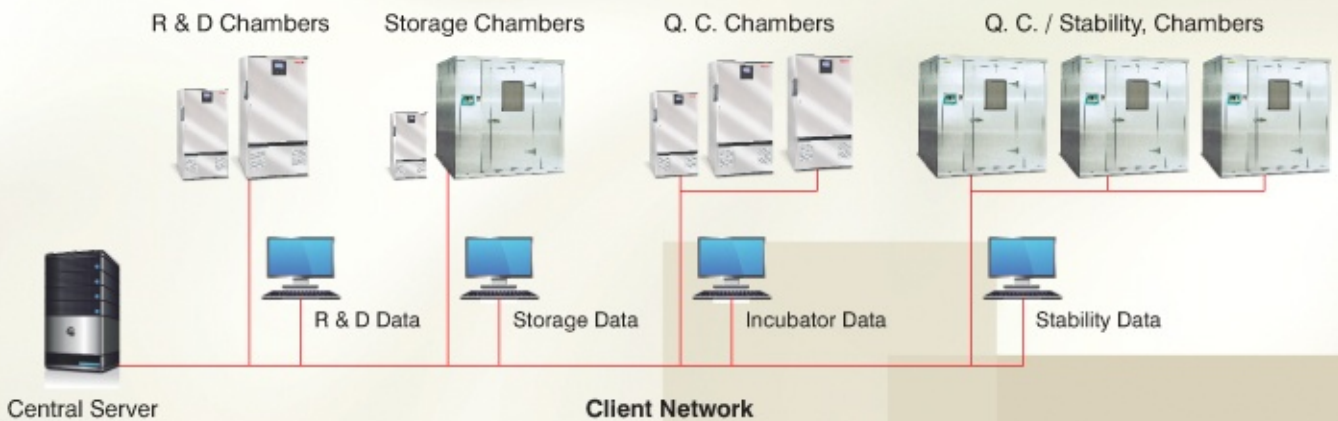 R & D Chambers
Storage Chambers
Q. C. Chambers
Q. C. / Stability, Chambers
R & D Data
Storage Data
Incubator Data
Stability Data
Central Server
Client Network